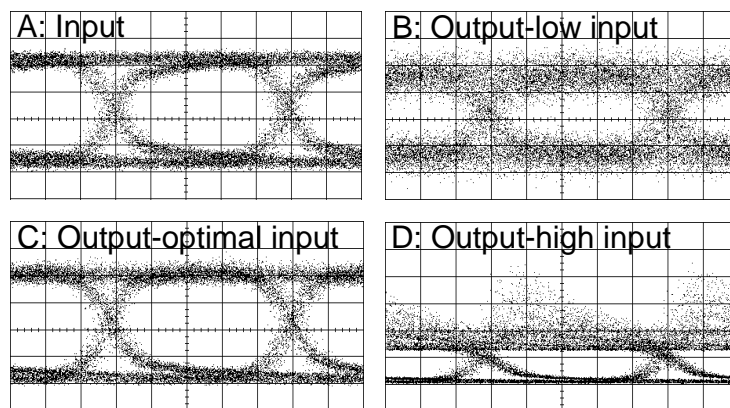 A: Input
B: Output-low input
C: Output-optimal input
D: Output-high input